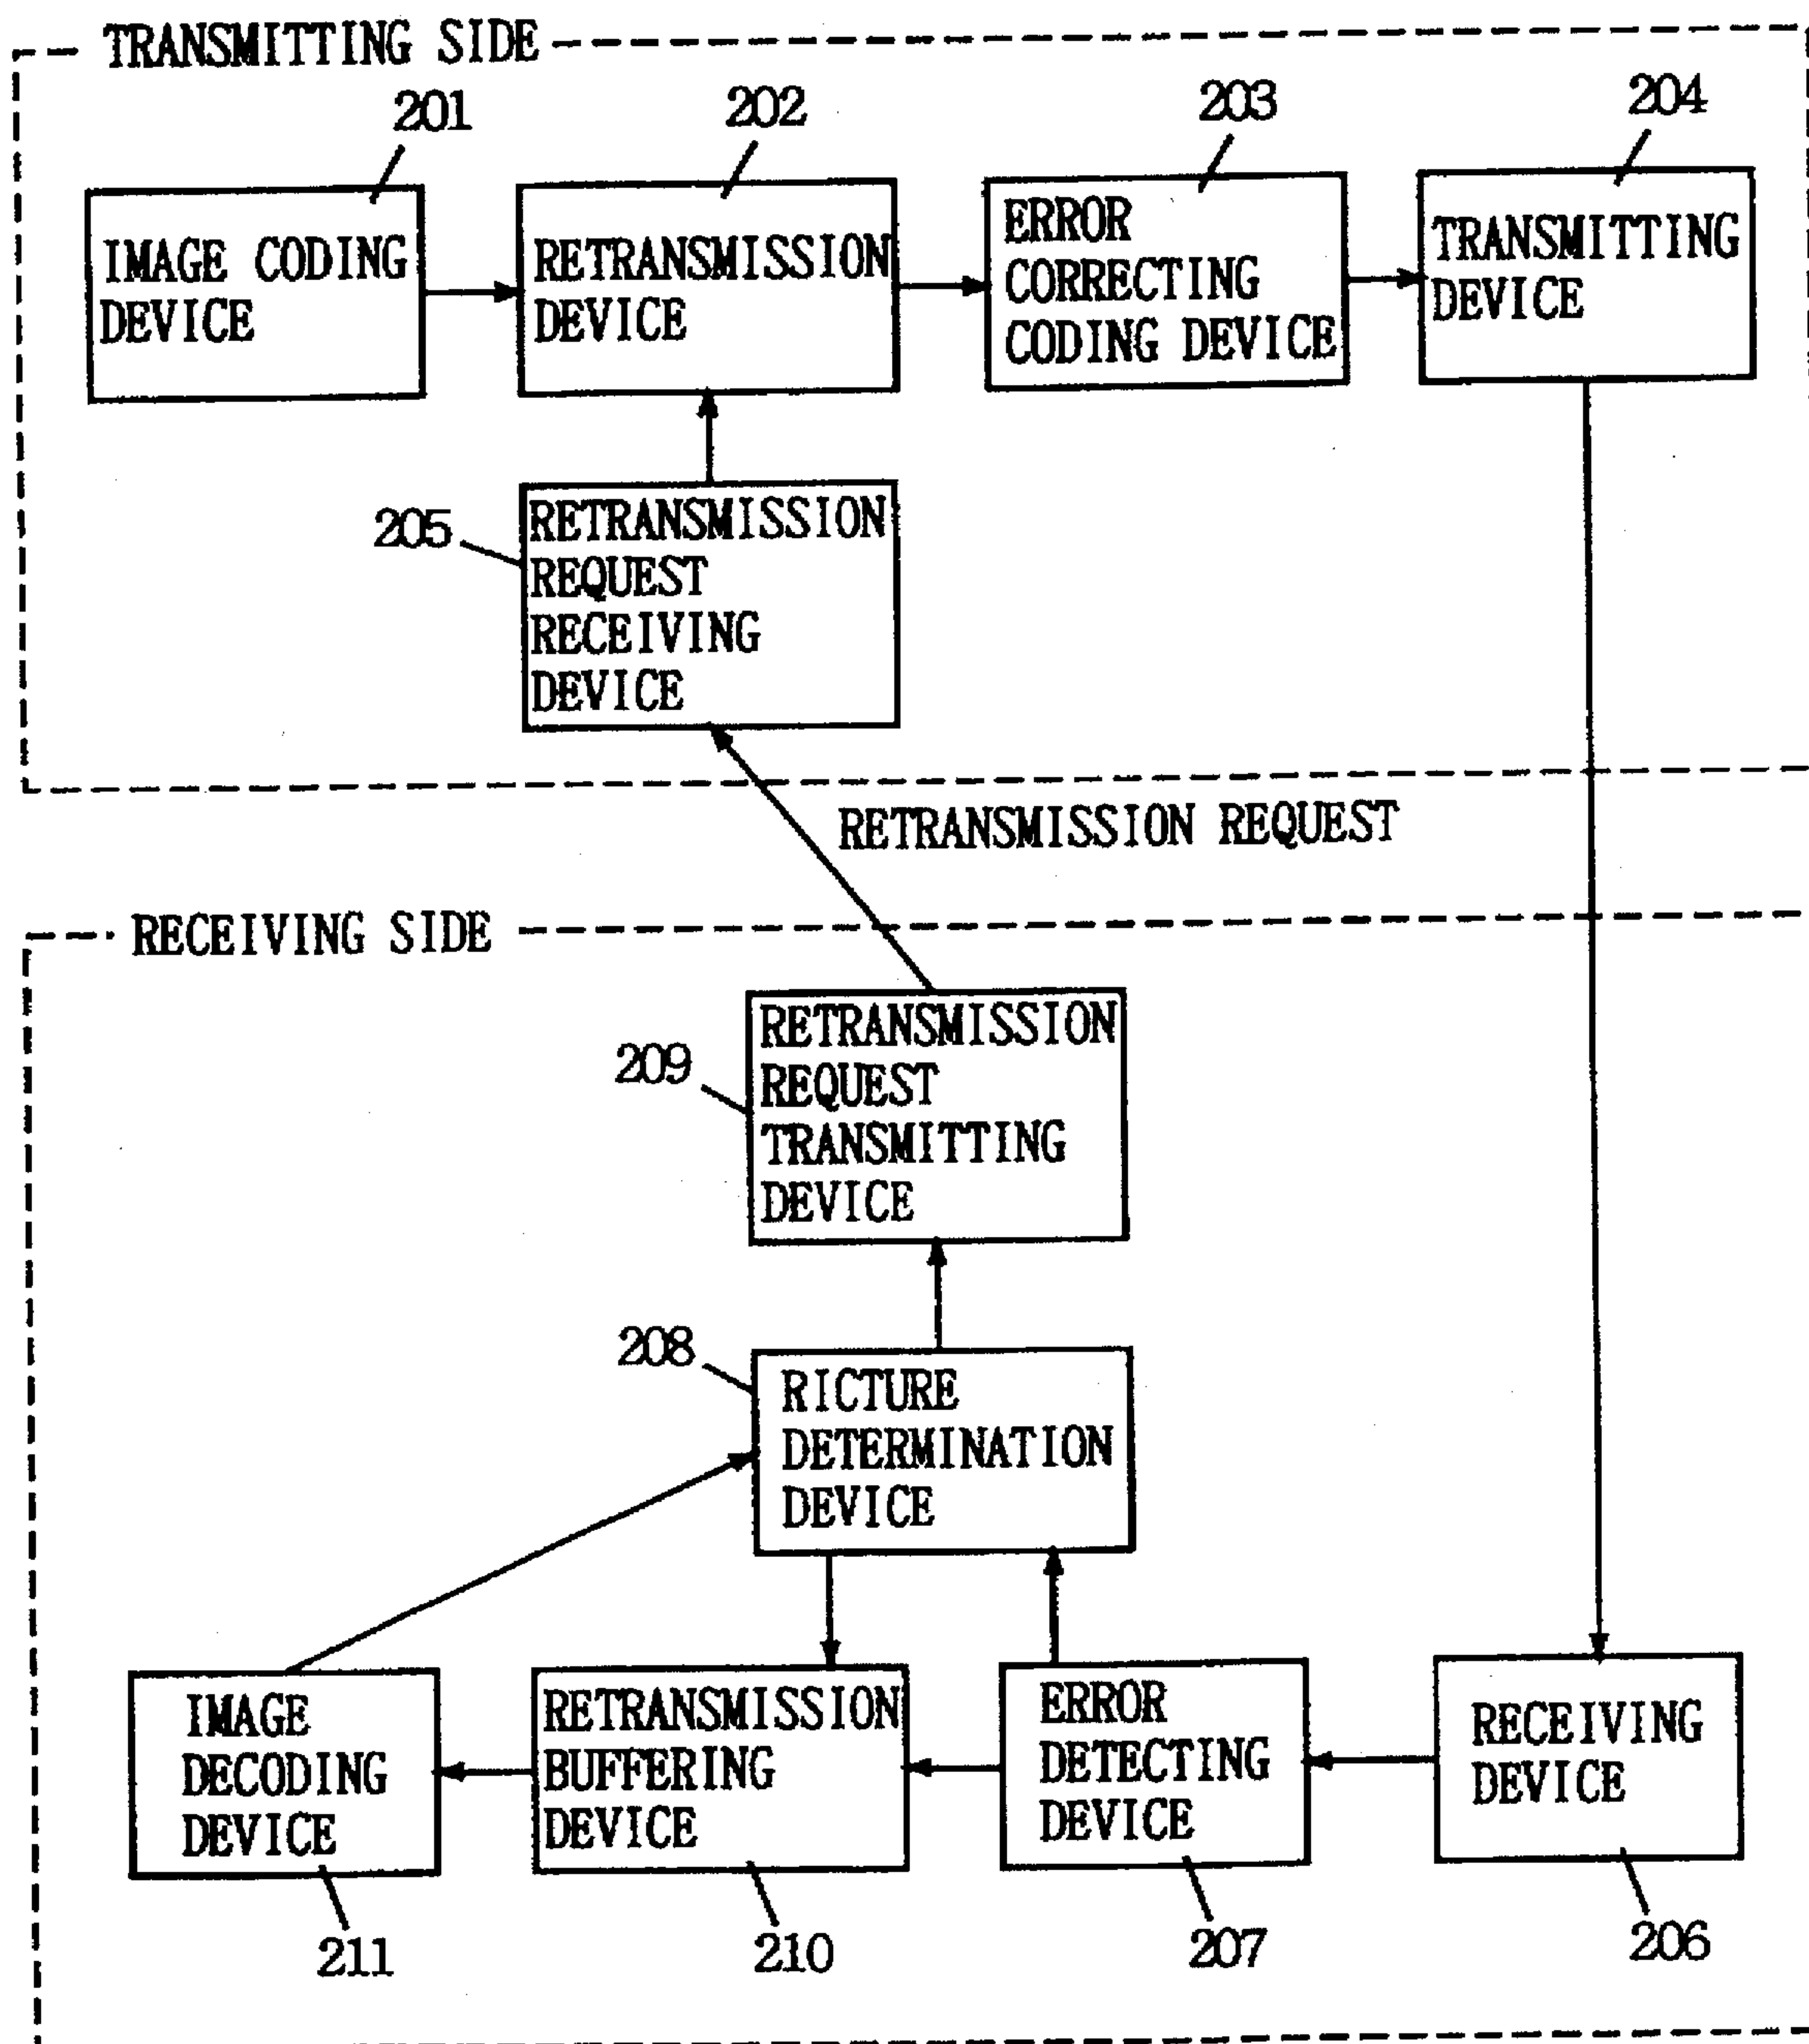 TRANSMITTING SIDE
201
202
203
204
IMAGE CODING
DEVICE
RETRANSMISSION
DEVICE
ERROR
CORRECTING
CODING DEVICE
TRANSMITTING
DEVICE
205
RETRANSMISSION
REQUEST
RECEIVING
DEVICE
RETRANSMISSION REQUEST
RECEIVING SIDE
209
RETRANSMISSION
REQUEST
TRANSMITTING
DEVICE
208
RICTURE
DETERMINATION
DEVICE
IMAGE
DECODING
DEVICE
RETRANSMISSION
BUFFERING
DEVICE
ERROR
DETECTING
DEVICE
RECEIVING
DEVICE
211
210
207
206